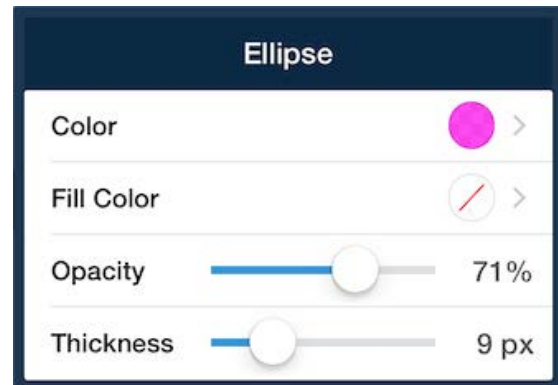 Ellipse
Color
Fill Color
Opacity 71%
Thickness 9 px